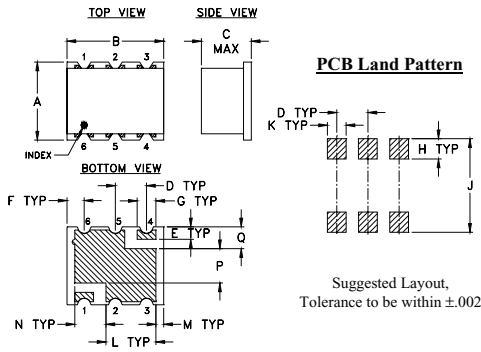 TOP VIEW
SIDE VIEW
B
C
MAX
1 2 3
A
6 5 4
INDEX
PCB Land Pattern
D TYP
K TYP
H TYP
J
BOTTOM VIEW
F TYP
D TYP
G TYP
6 5 4
E TYP
Q
P
1 2 3
N TYP
M TYP
L TYP
Suggested Layout,
Tolerance to be within ±.002